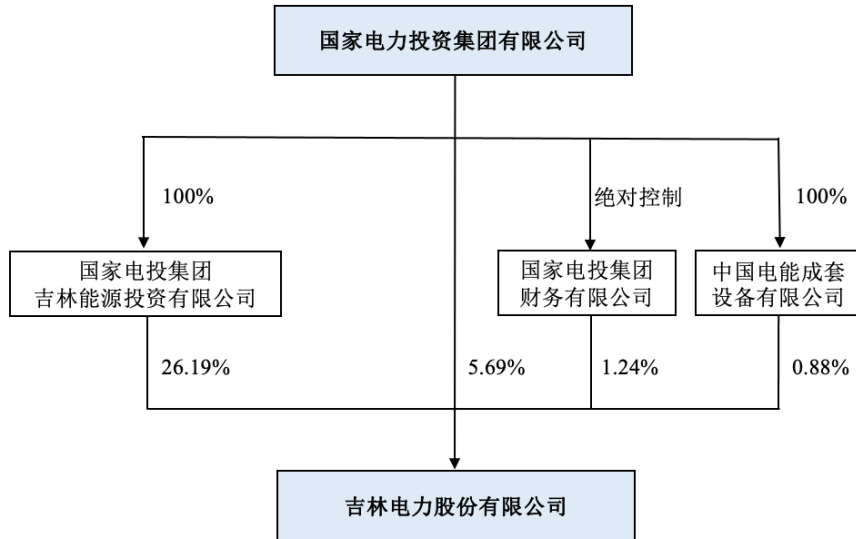 国家电力投资集团有限公司
100%
绝对控制
100%
国家电投集团
吉林能源投资有限公司
国家电投集团
财务有限公司
中国电能成套
设备有限公司
26.19%
5.69%
1.24%
0.88%
吉林电力股份有限公司